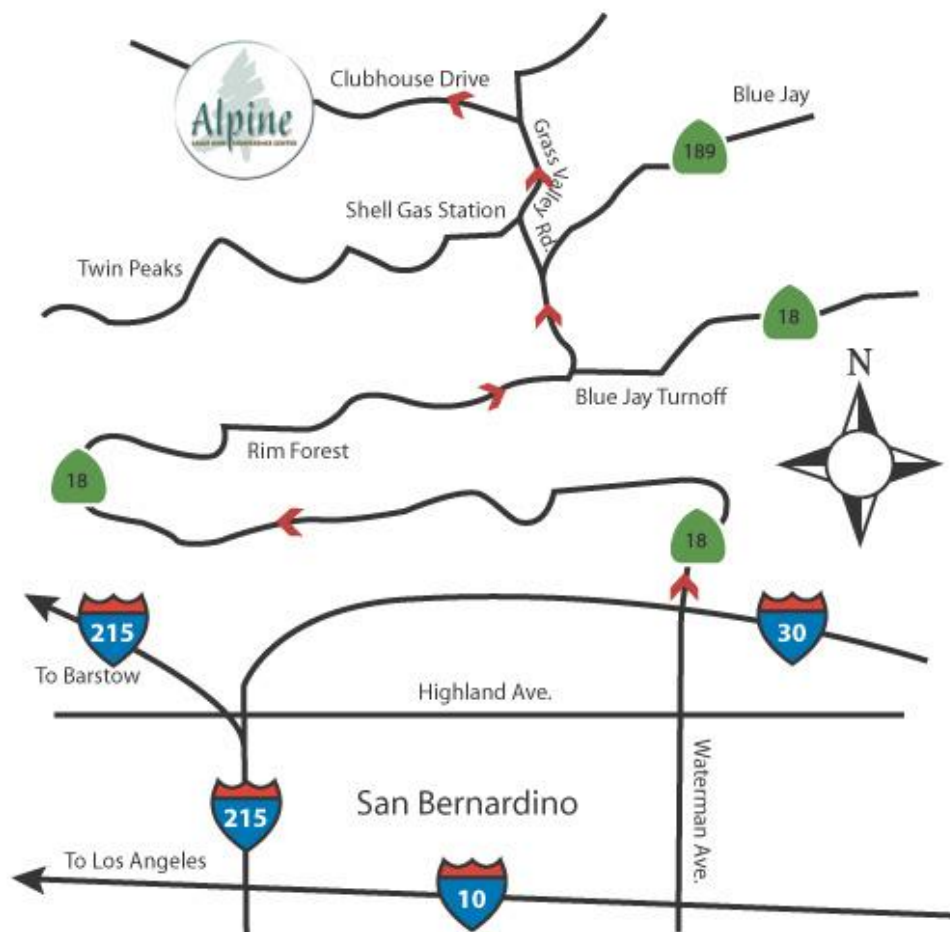 Alpine
Clubhouse Drive
Blue Jay
189
Grass Valley Rd.
Shell Gas Station
Twin Peaks
18
Blue Jay Turnoff
N
Rim Forest
18
18
215
30
To Barstow
Highland Ave.
Waterman Ave.
215
San Bernardino
To Los Angeles
10